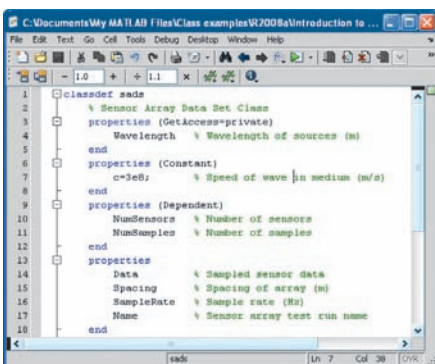 C:\Documents\My MATLAB Files\Class examples\R2008a\Introduction to ...
File Edit Text Go Cell Tools Debug Desktop Window Help
- 1.0 + ÷ 1.1 ×
1 classdef sads
2 % Sensor Array Data Set Class
3 properties (GetAccess=private)
4 Wavelength % Wavelength of sources (m)
5 end
6 properties (Constant)
7 c=3e8; % Speed of wave in medium (m/s)
8 end
9 properties (Dependent)
10 NumSensors % Number of sensors
11 NumSamples % Number of samples
12 end
13 properties
14 Data % Sampled sensor data
15 Spacing % Spacing of array (m)
16 SampleRate % Sample rate (Hz)
17 Name % Sensor array test run name
18 end
sads Ln 7 Col 38 OVR